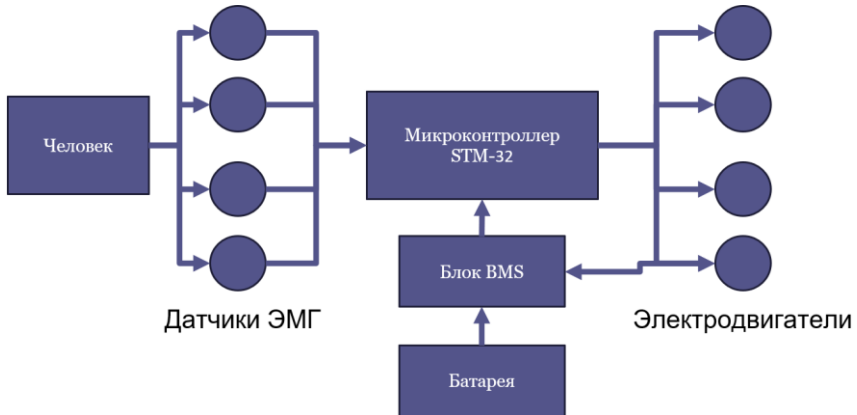 Человек
Микроконтроллер
STM-32
Блок BMS
Датчики ЭМГ
Электродвигатели
Батарея